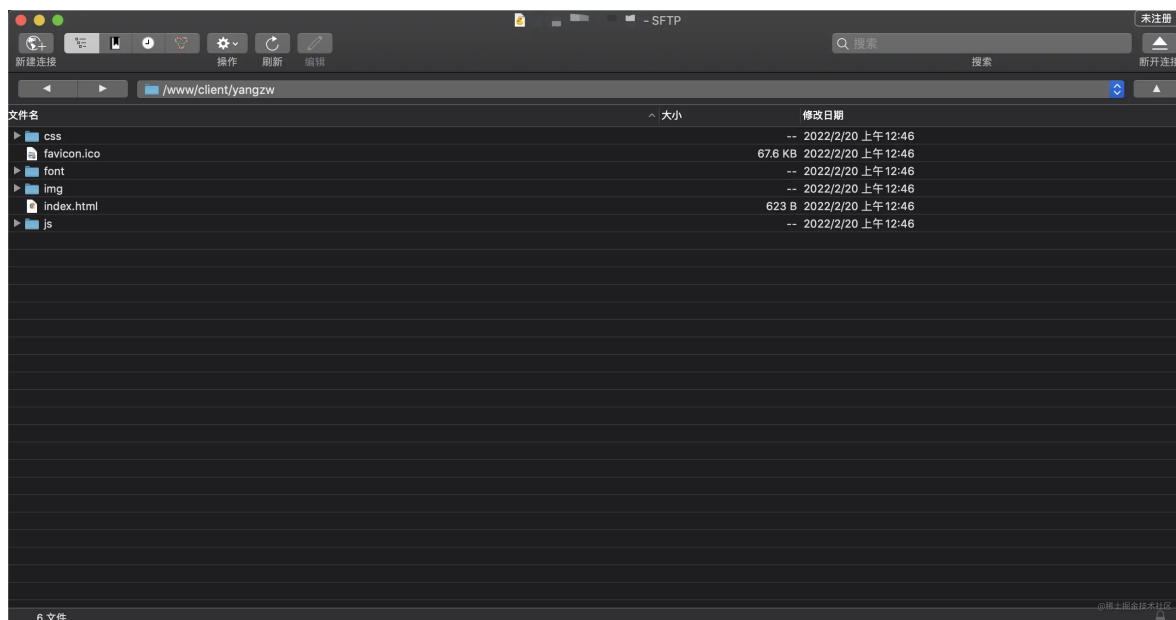 - SFTP
未注册
新建连接
操作
刷新
编辑
搜索
搜索
断开连接
/www/client/yangzw
文件名 大小 修改日期
css -- 2022/2/20 上午12:46
favicon.ico 67.6 KB 2022/2/20 上午12:46
font -- 2022/2/20 上午12:46
img -- 2022/2/20 上午12:46
index.html 623 B 2022/2/20 上午12:46
js -- 2022/2/20 上午12:46
@稀土掘金技术社区
6 文件